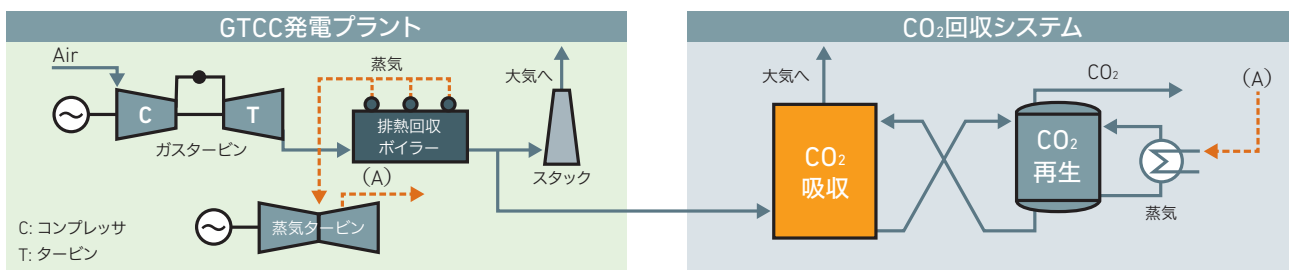 GTCC発電プラント
Air
C
T
ガスタービン
蒸気
排熱回収
ボイラー
大気へ
スタック
(A)
蒸気タービン
C: コンプレッサ
T: タービン
CO₂回収システム
大気へ
CO₂
吸収
CO₂
CO₂
再生
(A)
蒸気